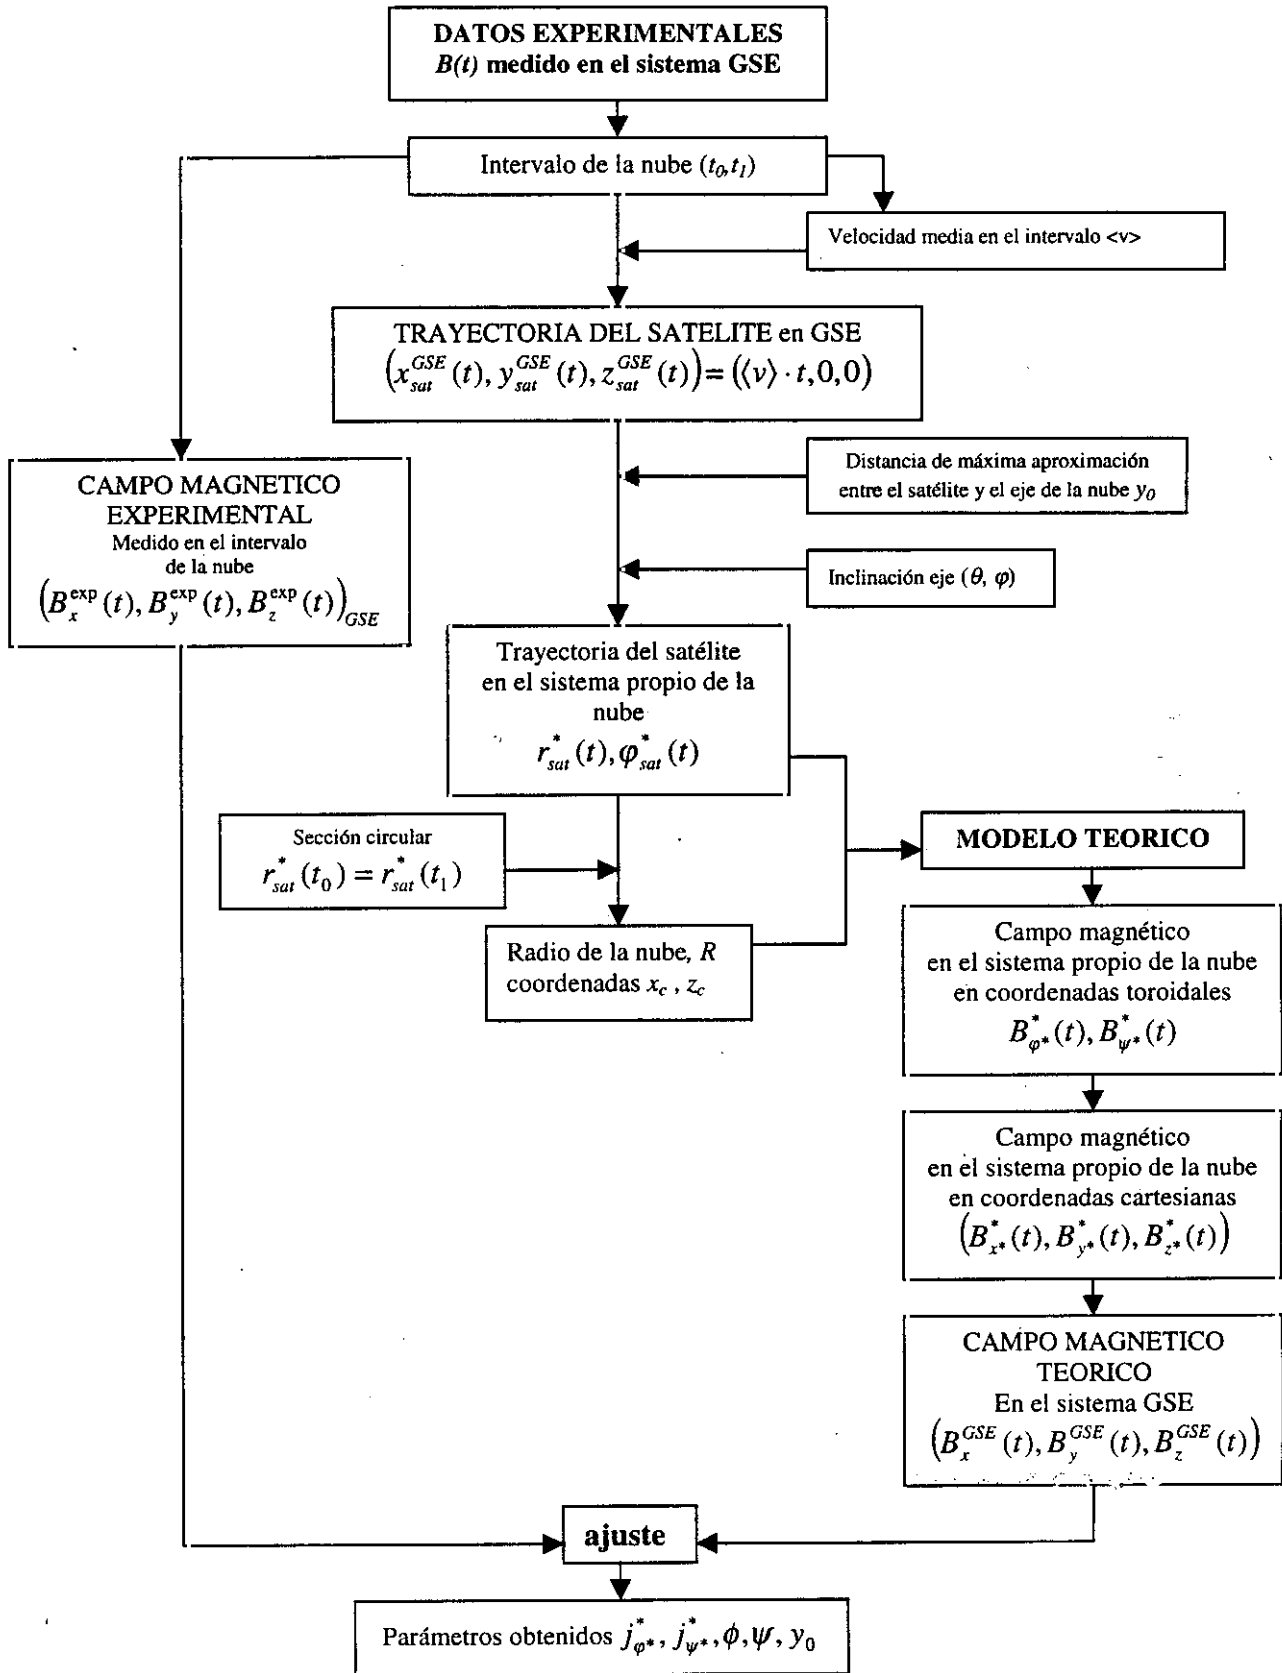 DATOS EXPERIMENTALES
B(t) medido en el sistema GSE
Intervalo de la nube (t₀,t₁)
Velocidad media en el intervalo <v>
TRAYECTORIA DEL SATELITE en GSE
(x_sat^GSE(t), y_sat^GSE(t), z_sat^GSE(t)) = (⟨v⟩·t,0,0)
Distancia de máxima aproximación
entre el satélite y el eje de la nube y₀
CAMPO MAGNETICO
EXPERIMENTAL
Medido en el intervalo
de la nube
(B_x^exp(t), B_y^exp(t), B_z^exp(t))_GSE
Inclinación eje (θ, φ)
Trayectoria del satélite
en el sistema propio de la
nube
r*_sat(t), φ*_sat(t)
Sección circular
r*_sat(t₀) = r*_sat(t₁)
Radio de la nube, R
coordenadas x_c , z_c
MODELO TEORICO
Campo magnético
en el sistema propio de la nube
en coordenadas toroidales
B*_φ*(t), B*_ψ*(t)
Campo magnético
en el sistema propio de la nube
en coordenadas cartesianas
(B*_x*(t), B*_y*(t), B*_z*(t))
CAMPO MAGNETICO
TEORICO
En el sistema GSE
(B_x^GSE(t), B_y^GSE(t), B_z^GSE(t))
ajuste
Parámetros obtenidos j*_φ*, j*_ψ*, ϕ, ψ, y₀